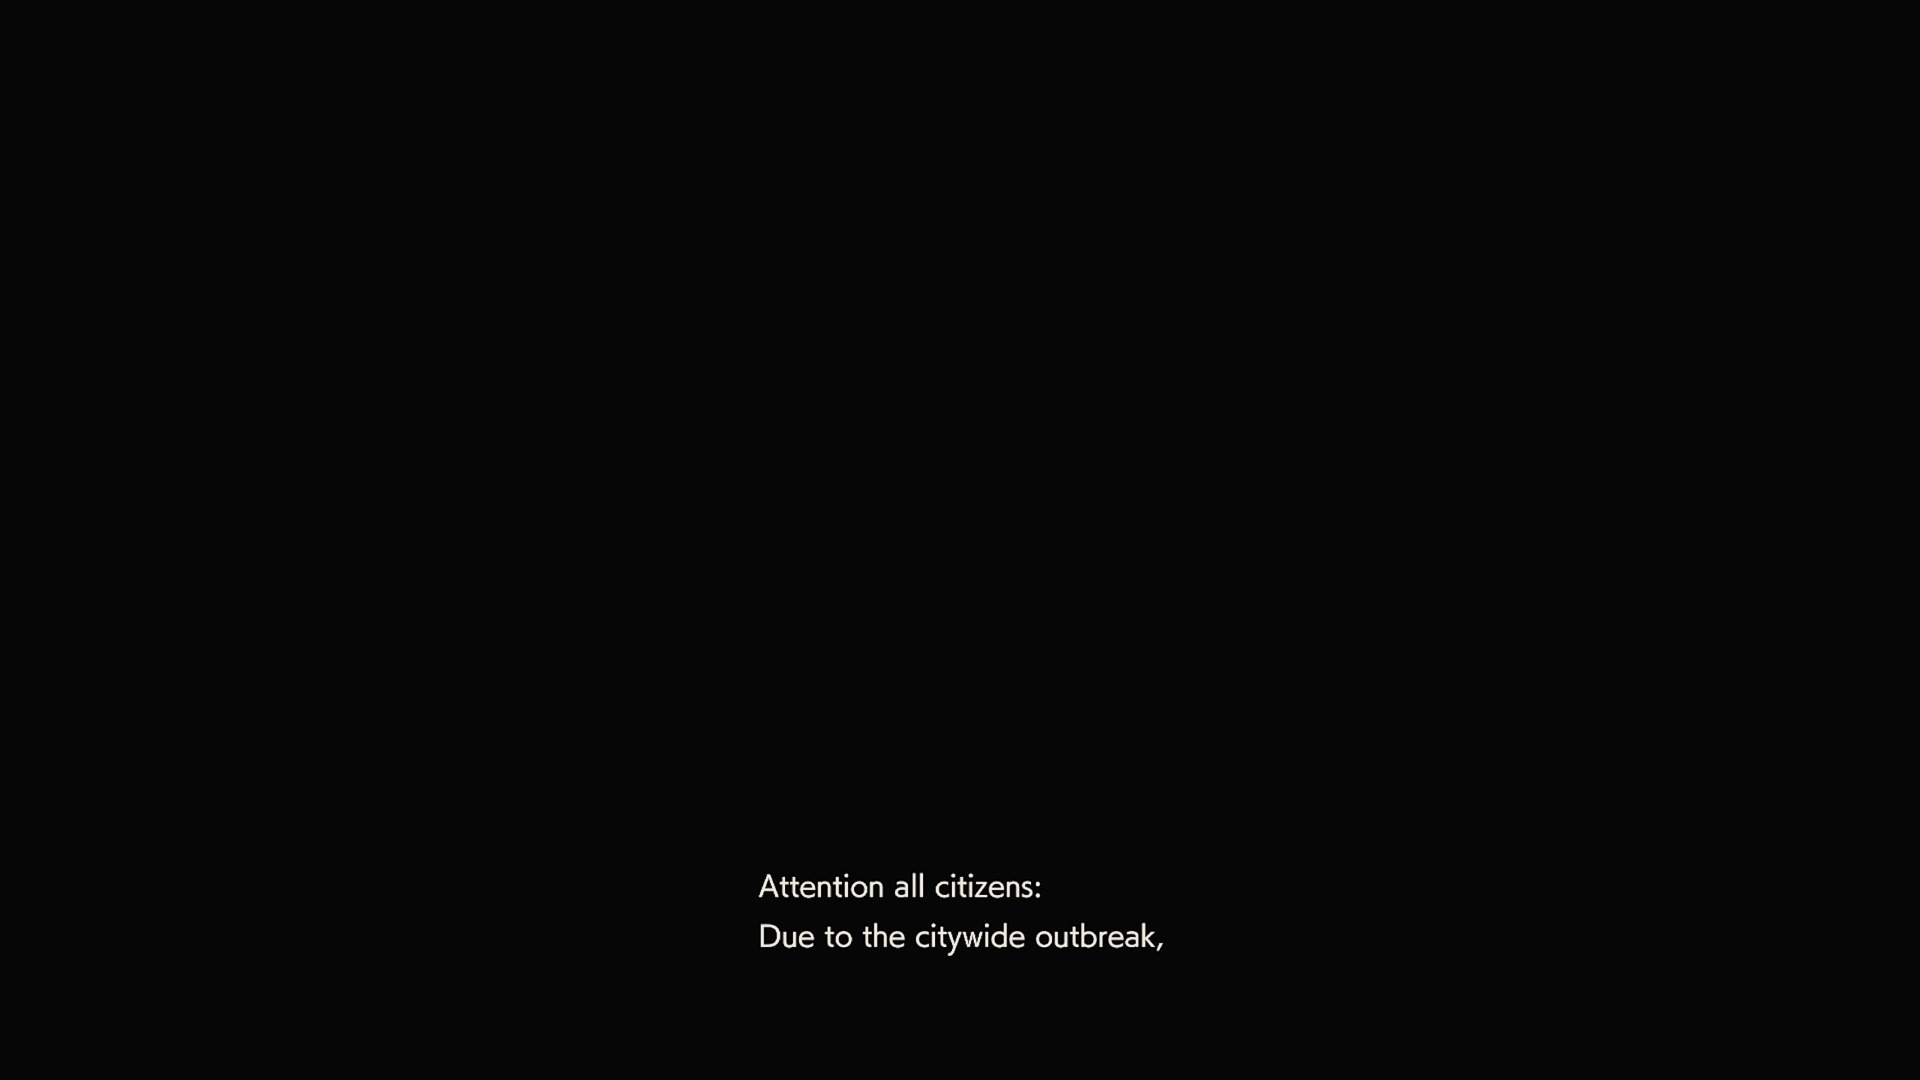 Attention all citizens:
Due to the citywide outbreak,